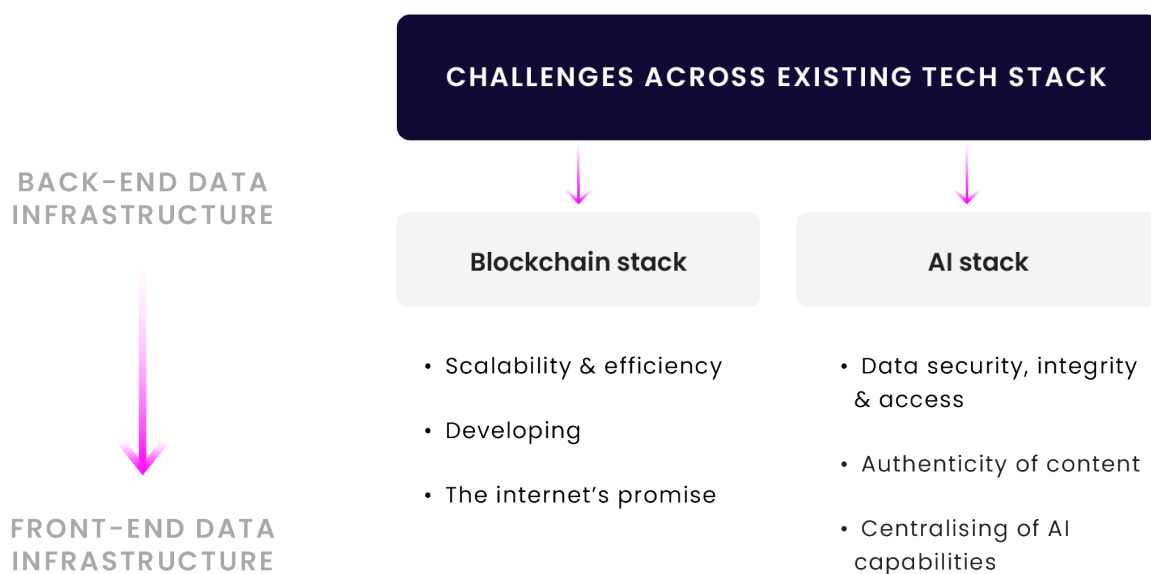 CHALLENGES ACROSS EXISTING TECH STACK
BACK-END DATA
INFRASTRUCTURE
Blockchain stack
AI stack
• Scalability & efficiency
• Developing
• The internet’s promise
• Data security, integrity
& access
• Authenticity of content
• Centralising of AI
capabilities
FRONT-END DATA
INFRASTRUCTURE